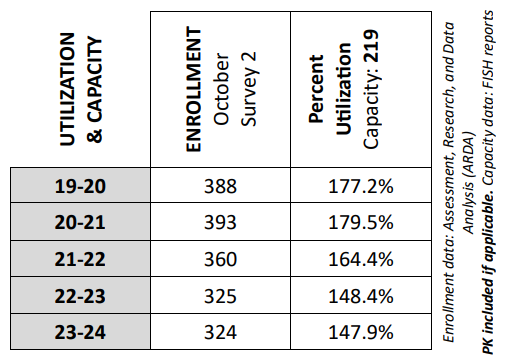 UTILIZATION
& CAPACITY
ENROLLMENT
October
Survey 2
Percent
Utilization
Capacity: 219
19-20 388 177.2%
20-21 393 179.5%
21-22 360 164.4%
22-23 325 148.4%
23-24 324 147.9%
Enrollment data: Assessment, Research, and Data
Analysis (ARDA)
PK included if applicable. Capacity data: FISH reports